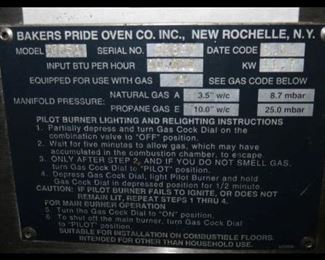 BAKERS PRIDE OVEN CO. INC., NEW ROCHELLE, N.Y.
MODEL SERIAL NO. DATE CODE
INPUT BTU PER HOUR KW
EQUIPPED FOR USE WITH GAS A SEE GAS CODE BELOW
NATURAL GAS A 3.5" w/c 8.7 mbar
MANIFOLD PRESSURE:
PROPANE GAS E 10.0" w/c 25.0 mbar
PILOT BURNER LIGHTING AND RELIGHTING INSTRUCTIONS
1. Partially depress and turn Gas Cock Dial on the
combination valve to "OFF" position.
2. Wait for five minutes to allow gas, which may have
accumulated in the combustion chamber, to escape.
3. ONLY AFTER STEP 2, AND IF YOU DO NOT SMELL GAS,
turn Gas Cock Dial to "PILOT" position.
4. Depress Gas Cock Dial, light Pilot Burner and hold
Gas Cock Dial in depressed position for 1/2 minute.
CAUTION: IF PILOT BURNER FAILS TO IGNITE, OR DOES NOT
REMAIN LIT, REPEAT STEPS 1 THRU 4.
FOR MAIN BURNER OPERATION
5. Turn the Gas Cock Dial to "ON" position.
6. To shut off the main burner, turn Gas Cock Dial
to "PILOT" position.
SUITABLE FOR INSTALLATION ON COMBUSTIBLE FLOORS.
INTENDED FOR OTHER THAN HOUSEHOLD USE.